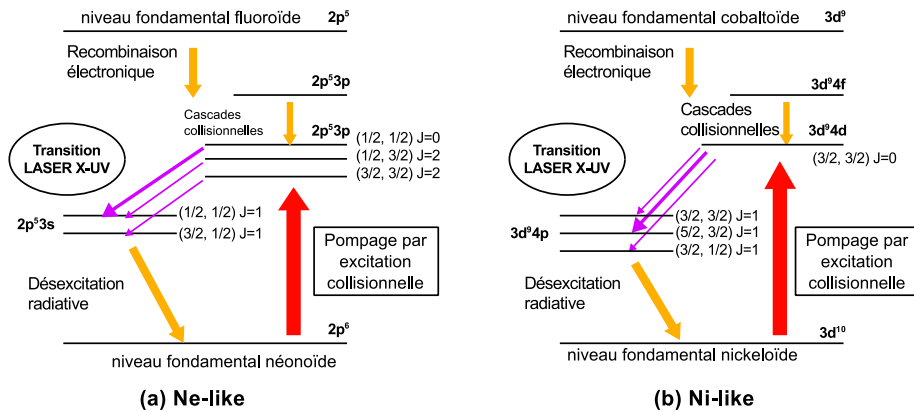 niveau fondamental fluoroïde 2p⁵
Recombinaison
électronique
2p⁵3p
Cascades
collisionnelles
2p⁵3p
(1/2, 1/2) J=0
(1/2, 3/2) J=2
(3/2, 3/2) J=2
Transition
LASER X-UV
2p⁵3s
(1/2, 1/2) J=1
(3/2, 1/2) J=1
Pompage par
excitation
collisionnelle
Désexcitation
radiative
2p⁶
niveau fondamental néonoïde
(a) Ne-like
niveau fondamental cobaltoïde 3d⁹
Recombinaison
électronique
3d⁹4f
Cascades
collisionnelles
3d⁹4d
(3/2, 3/2) J=0
Transition
LASER X-UV
3d⁹4p
(3/2, 3/2) J=1
(5/2, 3/2) J=1
(3/2, 1/2) J=1
Pompage par
excitation
collisionnelle
Désexcitation
radiative
3d¹⁰
niveau fondamental nickeloïde
(b) Ni-like